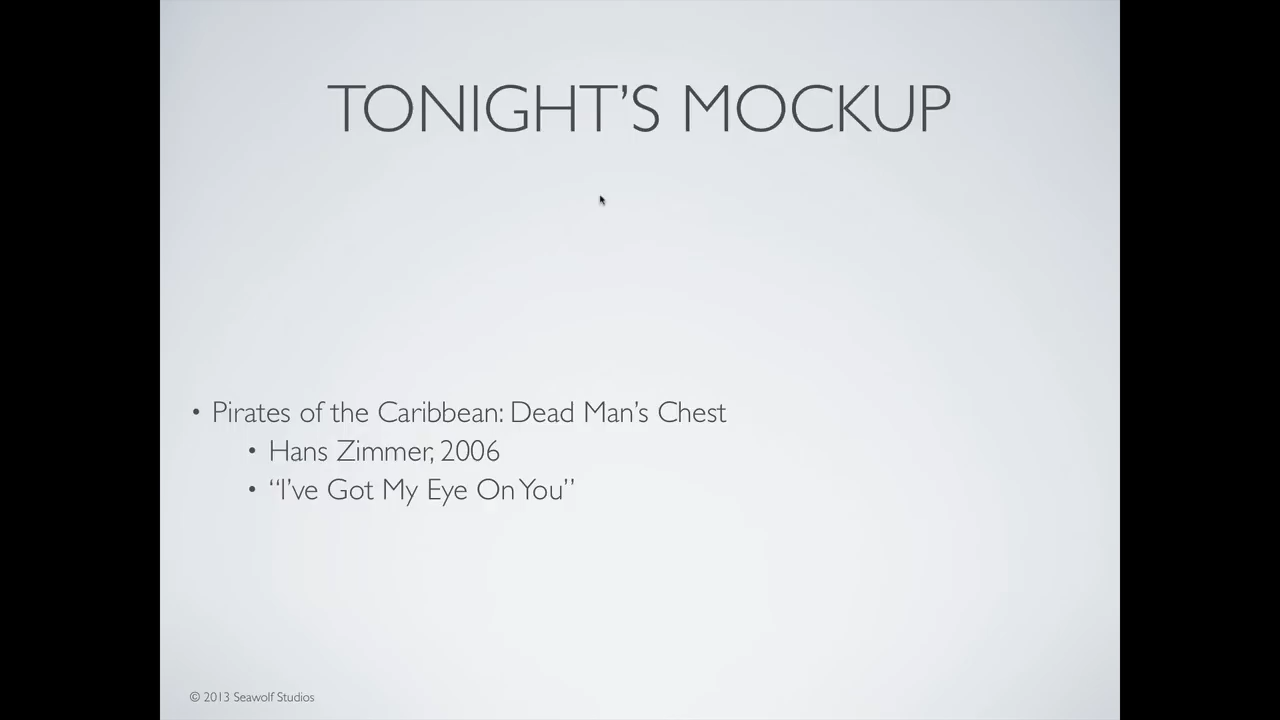 TONIGHT’S MOCKUP
• Pirates of the Caribbean: Dead Man’s Chest
• Hans Zimmer, 2006
• “I’ve Got My Eye On You”
© 2013 Seawolf Studios